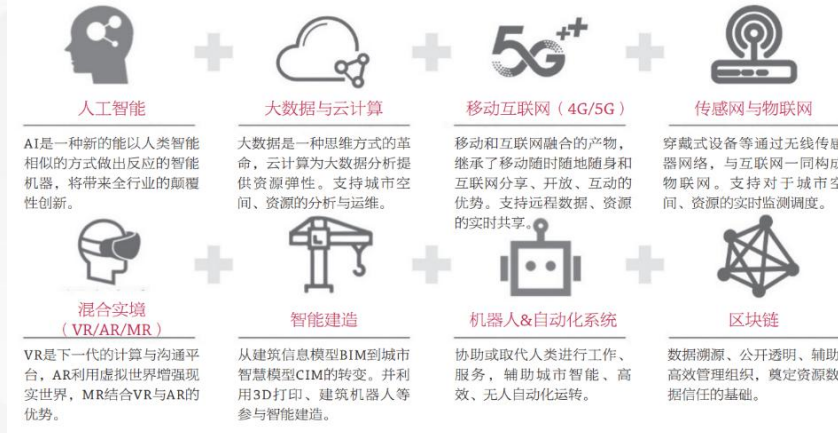 5G++
人工智能
AI是一种新的能以人类智能
相似的方式做出反应的智能
机器，将带来全行业的颠覆
性创新。
大数据与云计算
大数据是一种思维方式的革
命，云计算为大数据分析提
供资源弹性。支持城市空
间、资源的分析与运维。
移动互联网（4G/5G）
移动和互联网融合的产物，
继承了移动随时随地随身和
互联网分享、开放、互动的
优势。支持远程数据、资源
的实时共享。
传感网与物联网
穿戴式设备等通过无线传感
器网络，与互联网一同构成
物联网。支持对于城市空
间、资源的实时监测调度。
混合实境
（VR/AR/MR）
VR是下一代的计算与沟通平
台，AR利用虚拟世界增强现
实世界，MR结合VR与AR的
优势。
智能建造
从建筑信息模型BIM到城市
智慧模型CIM的转变。并利
用3D打印、建筑机器人等
参与智能建造。
机器人&自动化系统
协助或取代人类进行工作、
服务，辅助城市智能、高
效、无人自动化运转。
区块链
数据溯源、公开透明、辅助
高效管理组织，奠定资源数
据信任的基础。